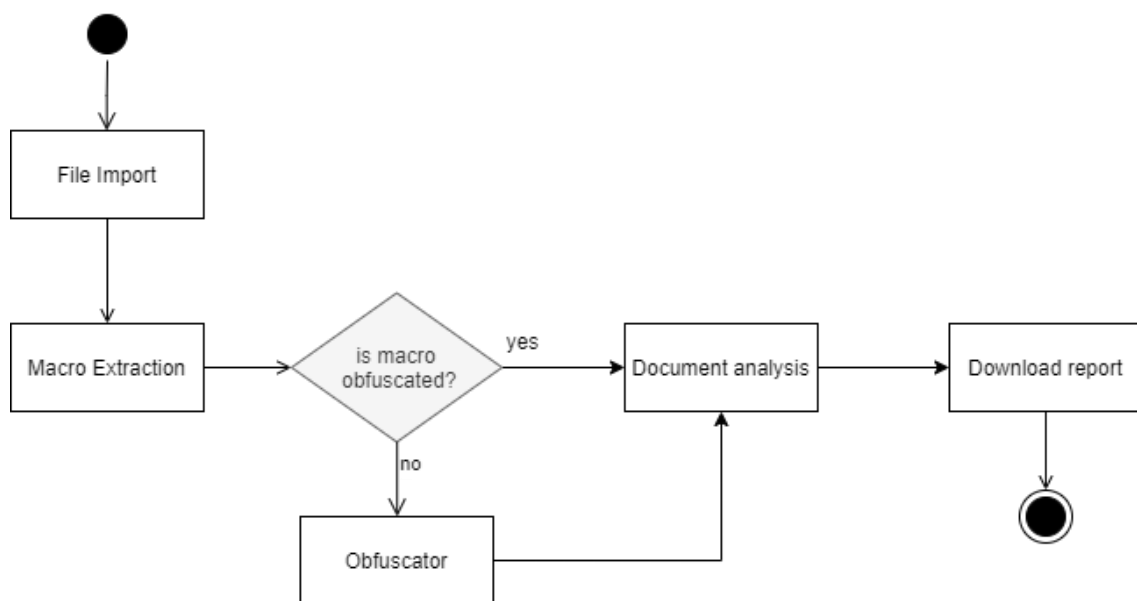 File Import
Macro Extraction
is macro
obfuscated?
yes
Document analysis
Download report
no
Obfuscator